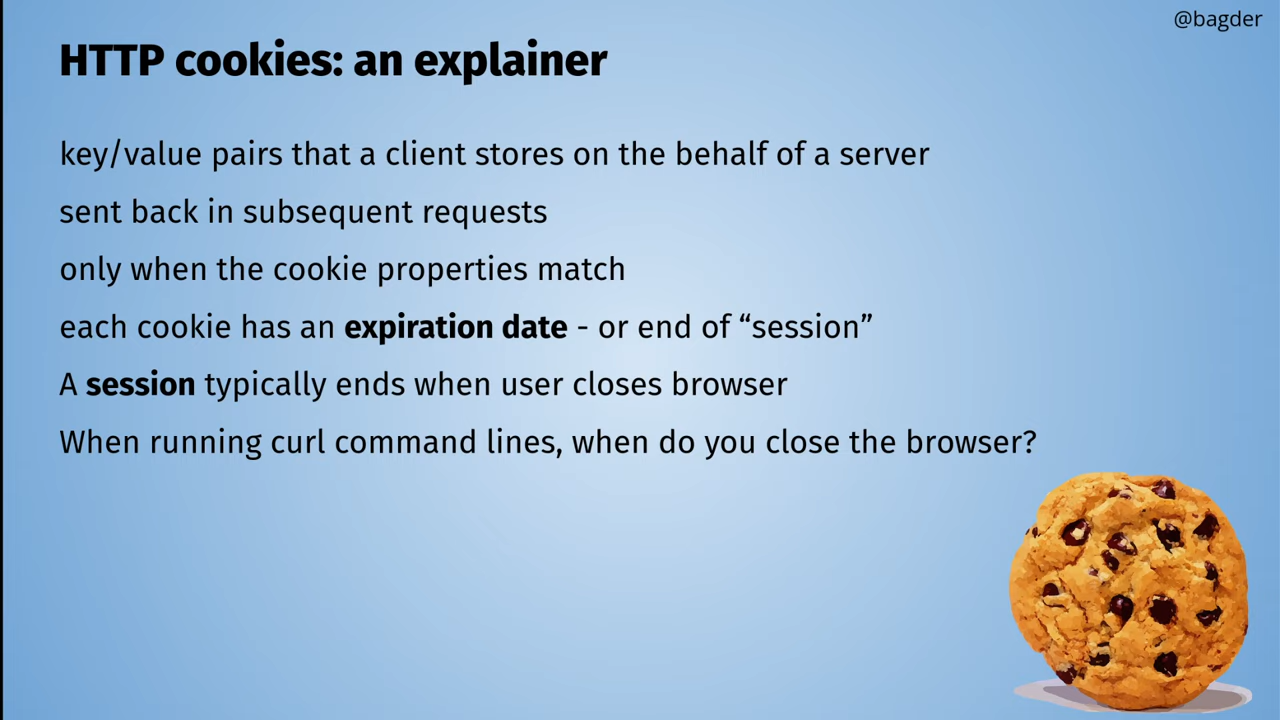 @bagder
HTTP cookies: an explainer
key/value pairs that a client stores on the behalf of a server
sent back in subsequent requests
only when the cookie properties match
each cookie has an expiration date - or end of “session”
A session typically ends when user closes browser
When running curl command lines, when do you close the browser?